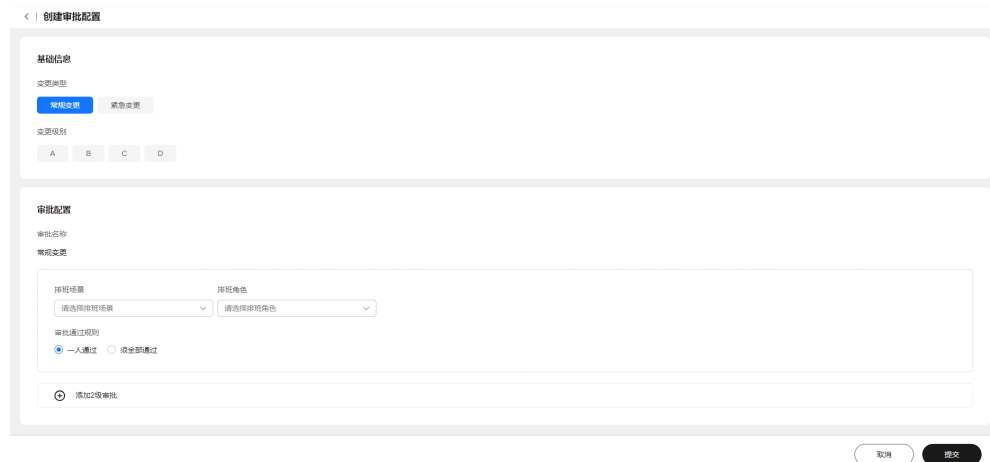 创建审批配置
基础信息
变更类型
常规变更 紧急变更
变更级别
A B C D
审批配置
审批名称
常规变更
排班场景 排班角色
请选择排班场景 请选择排班角色
审批通过规则
一人通过 须全部通过
添加2级审批
取消 提交